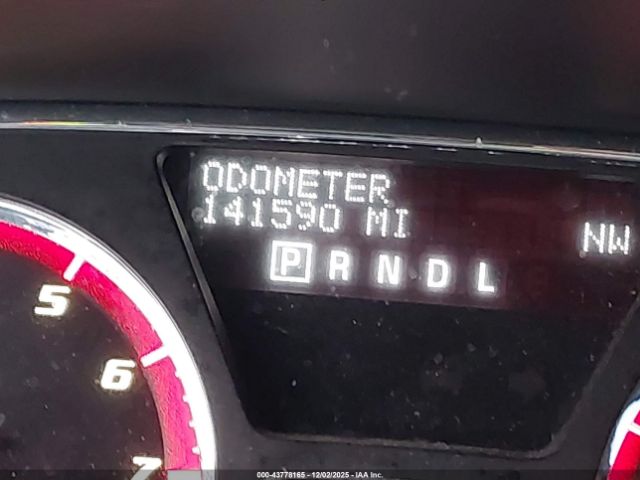 ODOMETER
141590 MI
NW
P R N D L
5
6
7
000-43778165 - 12/02/2025 - IAA Inc.